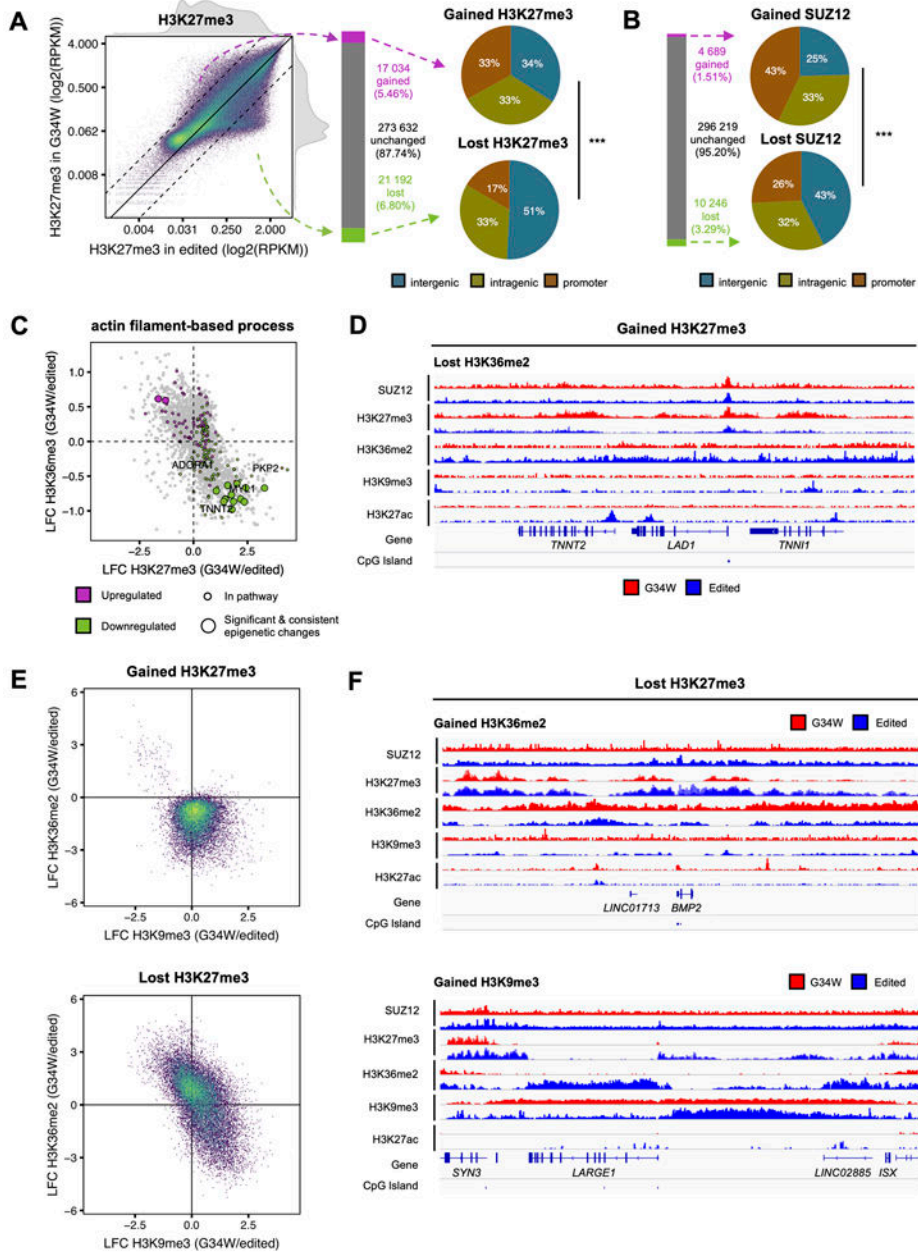 A
H3K27me3
H3K27me3 in G34W (log2(RPKM))
4.000
0.500
0.062
0.008
0.004
0.031
0.250
2.000
H3K27me3 in edited (log2(RPKM))
17 034
gained
(5.46%)
273 632
unchanged
(87.74%)
21 192
lost
(6.80%)
Gained H3K27me3
33%
34%
33%
Lost H3K27me3
17%
51%
33%
intergenic
intragenic
promoter
***
B
4 689
gained
(1.51%)
296 219
unchanged
(95.20%)
10 246
lost
(3.29%)
Gained SUZ12
43%
25%
33%
Lost SUZ12
26%
43%
32%
***
intergenic
intragenic
promoter
C
actin filament-based process
LFC H3K36me3 (G34W/edited)
1.0
0.5
0.0
-0.5
-1.0
ADORA1
PKP2
MYL1
TNNT2
-2.5
0.0
2.5
LFC H3K27me3 (G34W/edited)
Upregulated
In pathway
Downregulated
Significant & consistent
epigenetic changes
D
Gained H3K27me3
Lost H3K36me2
SUZ12
H3K27me3
H3K36me2
H3K9me3
H3K27ac
Gene
TNNT2
LAD1
TNNI1
CpG Island
G34W
Edited
E
Gained H3K27me3
LFC H3K36me2 (G34W/edited)
6
3
0
-3
-6
-2.5
0.0
2.5
LFC H3K9me3 (G34W/edited)
Lost H3K27me3
LFC H3K36me2 (G34W/edited)
6
3
0
-3
-6
-2.5
0.0
2.5
LFC H3K9me3 (G34W/edited)
F
Lost H3K27me3
Gained H3K36me2
G34W
Edited
SUZ12
H3K27me3
H3K36me2
H3K9me3
H3K27ac
Gene
LINC01713
BMP2
CpG Island
Gained H3K9me3
G34W
Edited
SUZ12
H3K27me3
H3K36me2
H3K9me3
H3K27ac
Gene
SYN3
LARGE1
LINC02885
ISX
CpG Island